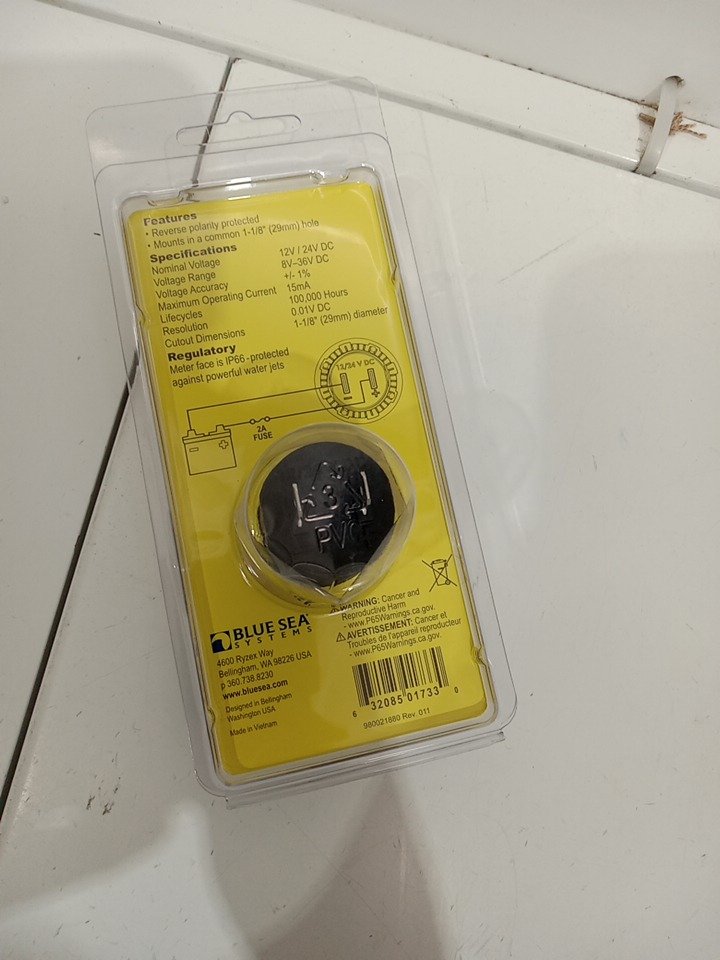 Features
• Reverse polarity protected
• Mounts in a common 1-1/8" (29mm) hole
Specifications
Nominal Voltage 12V / 24V DC
Voltage Range 8V–36V DC
Voltage Accuracy +/- 1%
Maximum Operating Current 15mA
Lifecycles 100,000 Hours
Resolution 0.01V DC
Cutout Dimensions 1-1/8" (29mm) diameter
Regulatory
Meter face is IP66-protected
against powerful water jets
12/24 V DC
- +
2A
FUSE
- +
3
PVC
⚠WARNING: Cancer and
Reproductive Harm
- www.P65Warnings.ca.gov.
⚠AVERTISSEMENT: Cancer et
Troubles de l'appareil reproducteur
- www.P65Warnings.ca.gov.
BLUE SEA
SYSTEMS
4600 Ryzex Way
Bellingham, WA 98226 USA
p 360.738.8230
www.bluesea.com
Designed in Bellingham
Washington USA
Made in Vietnam
6 32085 01733 0
980021880 Rev. 011